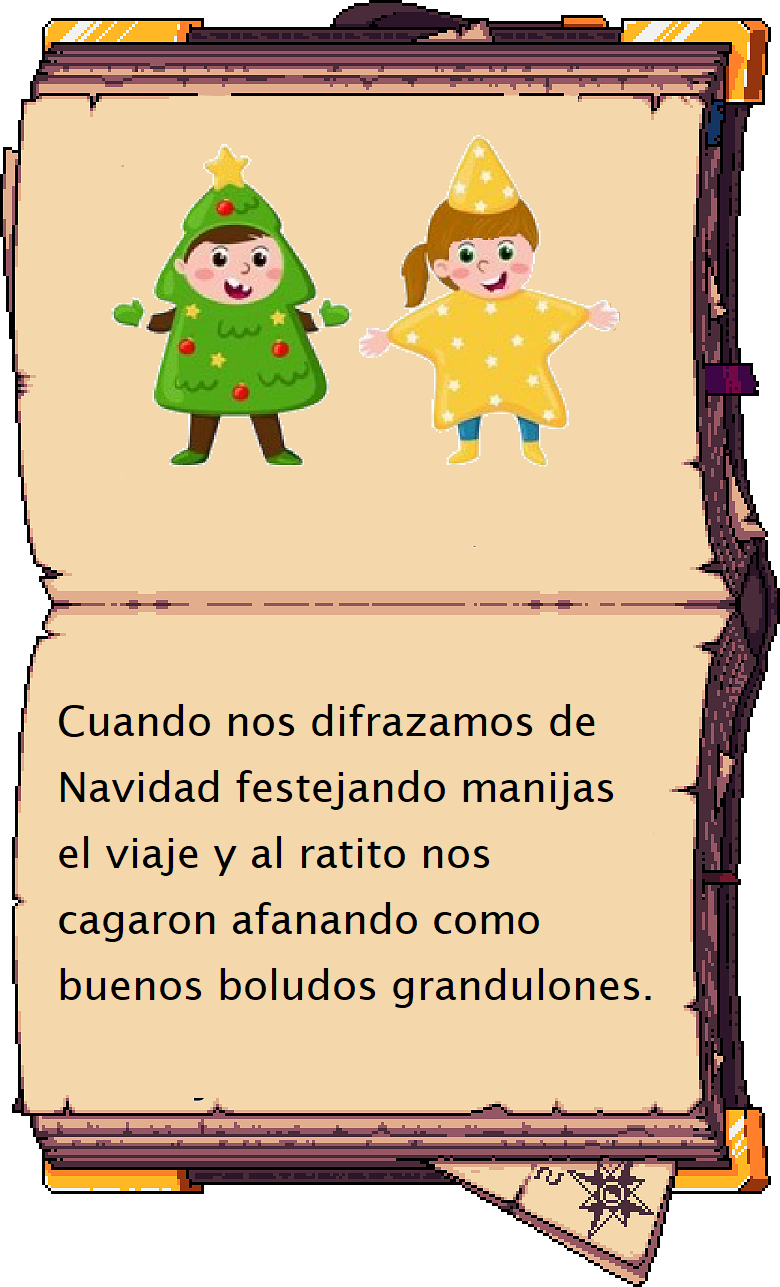 Cuando nos difrazamos de
Navidad festejando manijas
el viaje y al ratito nos
cagaron afanando como
buenos boludos grandulones.